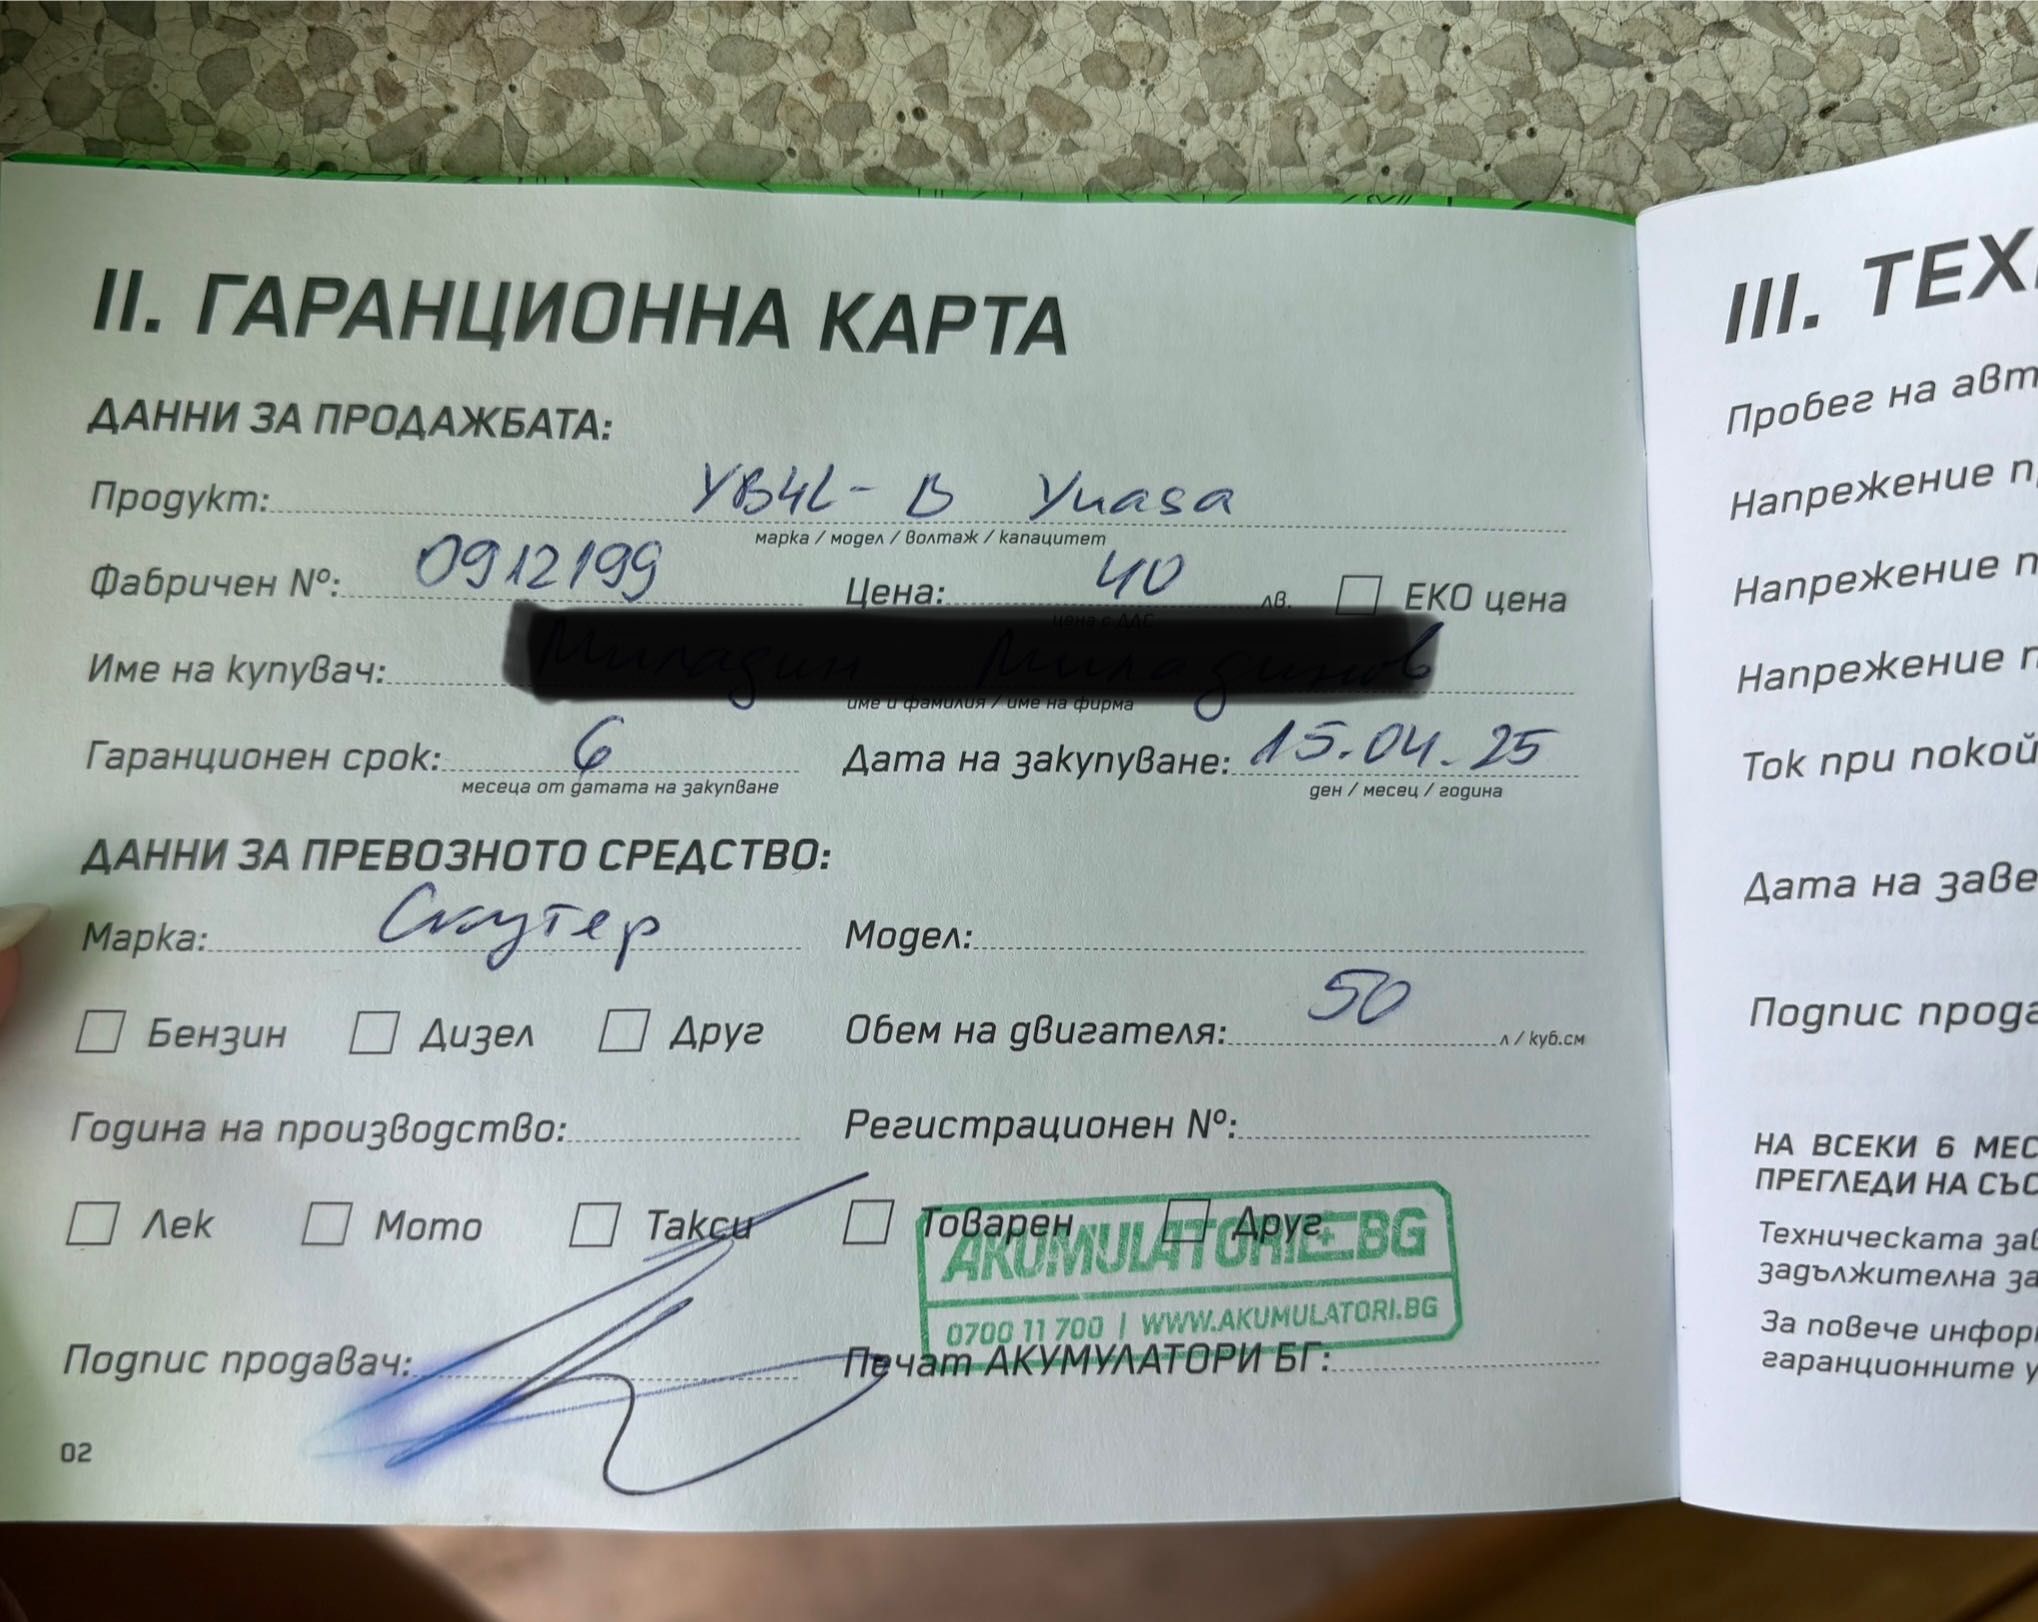 II. ГАРАНЦИОННА КАРТА
ДАННИ ЗА ПРОДАЖБАТА:
Продукт: YB4L-B Yuasa
марка / модел / волтаж / капацитет
Фабричен №: 0912199 Цена: 40 лв. ЕКО цена
цена с ДДС
Име на купувач:
име и фамилия / име на фирма
Гаранционен срок: 6 Дата на закупуване: 15.04.25
месеца от датата на закупване ден / месец / година
ДАННИ ЗА ПРЕВОЗНОТО СРЕДСТВО:
Марка: Скутер Модел:
Бензин Дизел Друг Обем на двигателя: 50 л / куб.см
Година на производство: Регистрационен №:
Лек Мото Такси Товарен Друг
AKUMULATORI BG
0700 11 700 | WWW.AKUMULATORI.BG
Подпис продавач: Печат АКУМУЛАТОРИ БГ:
02
III. ТЕХ
Пробег на авт
Напрежение п
Напрежение п
Напрежение п
Ток при покой
Дата на заве
Подпис прода
НА ВСЕКИ 6 МЕС
ПРЕГЛЕДИ НА СЪС
Техническата за
задължителна за
За повече инфор
гаранционните у